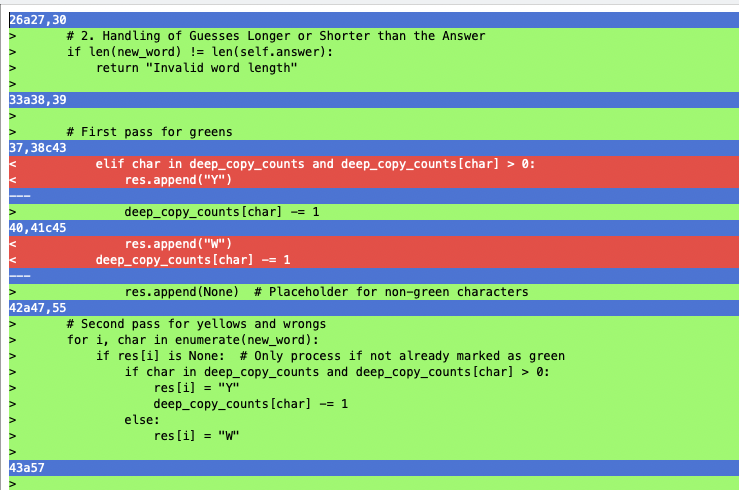 26a27,30
>       # 2. Handling of Guesses Longer or Shorter than the Answer
>       if len(new_word) != len(self.answer):
>           return "Invalid word length"
>
33a38,39
>
>       # First pass for greens
37,38c43
<           elif char in deep_copy_counts and deep_copy_counts[char] > 0:
<               res.append("Y")
---
>               deep_copy_counts[char] -= 1
40,41c45
<               res.append("W")
<           deep_copy_counts[char] -= 1
---
>               res.append(None)  # Placeholder for non-green characters
42a47,55
>       # Second pass for yellows and wrongs
>       for i, char in enumerate(new_word):
>           if res[i] is None:  # Only process if not already marked as green
>               if char in deep_copy_counts and deep_copy_counts[char] > 0:
>                   res[i] = "Y"
>                   deep_copy_counts[char] -= 1
>               else:
>                   res[i] = "W"
>
43a57
>